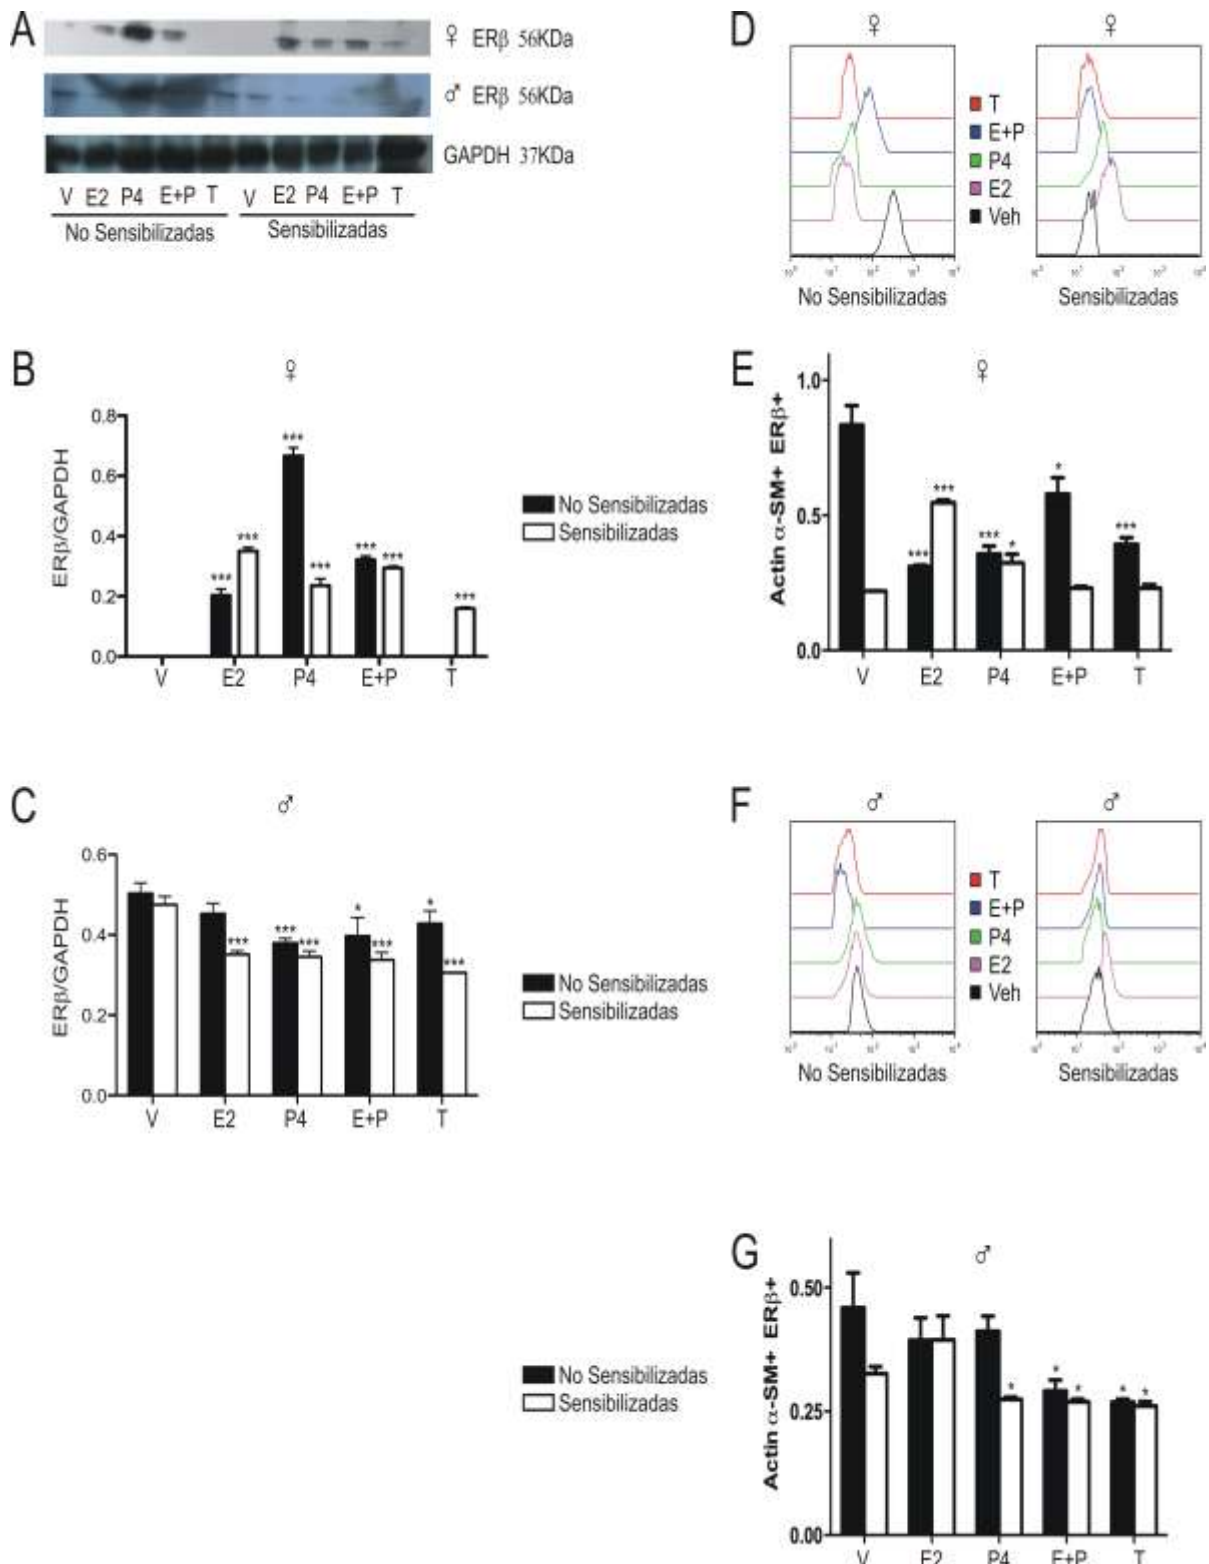 A
♀ ERβ 56KDa
♂ ERβ 56KDa
GAPDH 37KDa
V E2 P4 E+P T V E2 P4 E+P T
No Sensibilizadas Sensibilizadas
B
♀
ERβ/GAPDH
0.8
0.6
0.4
0.2
0.0
*** *** *** *** *** *** ***
V E2 P4 E+P T
No Sensibilizadas
Sensibilizadas
C
♂
ERβ/GAPDH
0.6
0.4
0.2
0.0
*** *** *** * *** * ***
V E2 P4 E+P T
No Sensibilizadas
Sensibilizadas
D
♀ ♀
T
E+P
P4
E2
Veh
No Sensibilizadas Sensibilizadas
E
♀
Actin α-SM+ ERβ+
1.0
0.5
0.0
*** *** *** * * ***
V E2 P4 E+P T
F
♂ ♂
T
E+P
P4
E2
Veh
No Sensibilizadas Sensibilizadas
G
♂
Actin α-SM+ ERβ+
0.50
0.25
0.00
* * * * *
V E2 P4 E+P T
No Sensibilizadas
Sensibilizadas